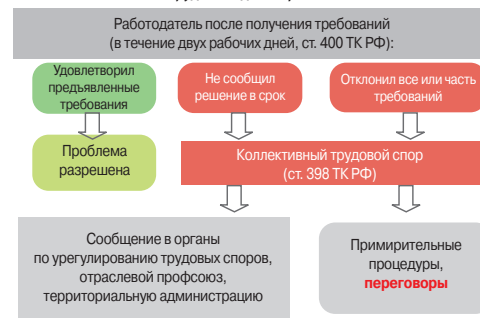 Работодатель после получения требований
(в течение двух рабочих дней, ст. 400 ТК РФ):
Удовлетворил
предъявленные
требования
Не сообщил
решение в срок
Отклонил все или часть
требований
Проблема
разрешена
Коллективный трудовой спор
(ст. 398 ТК РФ)
Сообщение в органы
по урегулированию трудовых споров,
отраслевой профсоюз,
территориальную администрацию
Примирительные
процедуры,
переговоры